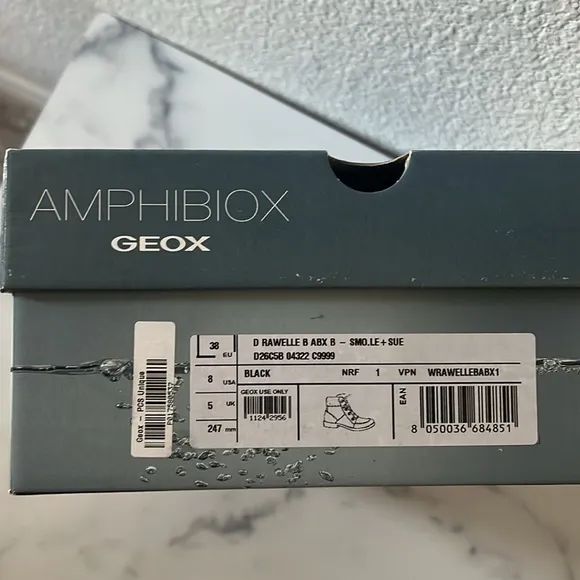 AMPHIBIOX
GEOX
Geox - PCB Unique
38 EU
8 USA
5 UK
247 mm
D RAWELLE B ABX B - SMO.LE+SUE
D26C5B 04322 C9999
BLACK NRF 1 VPN WRAWELLEBABX1
GEOX USE ONLY
1124 2956
EAN
8 050036 684851